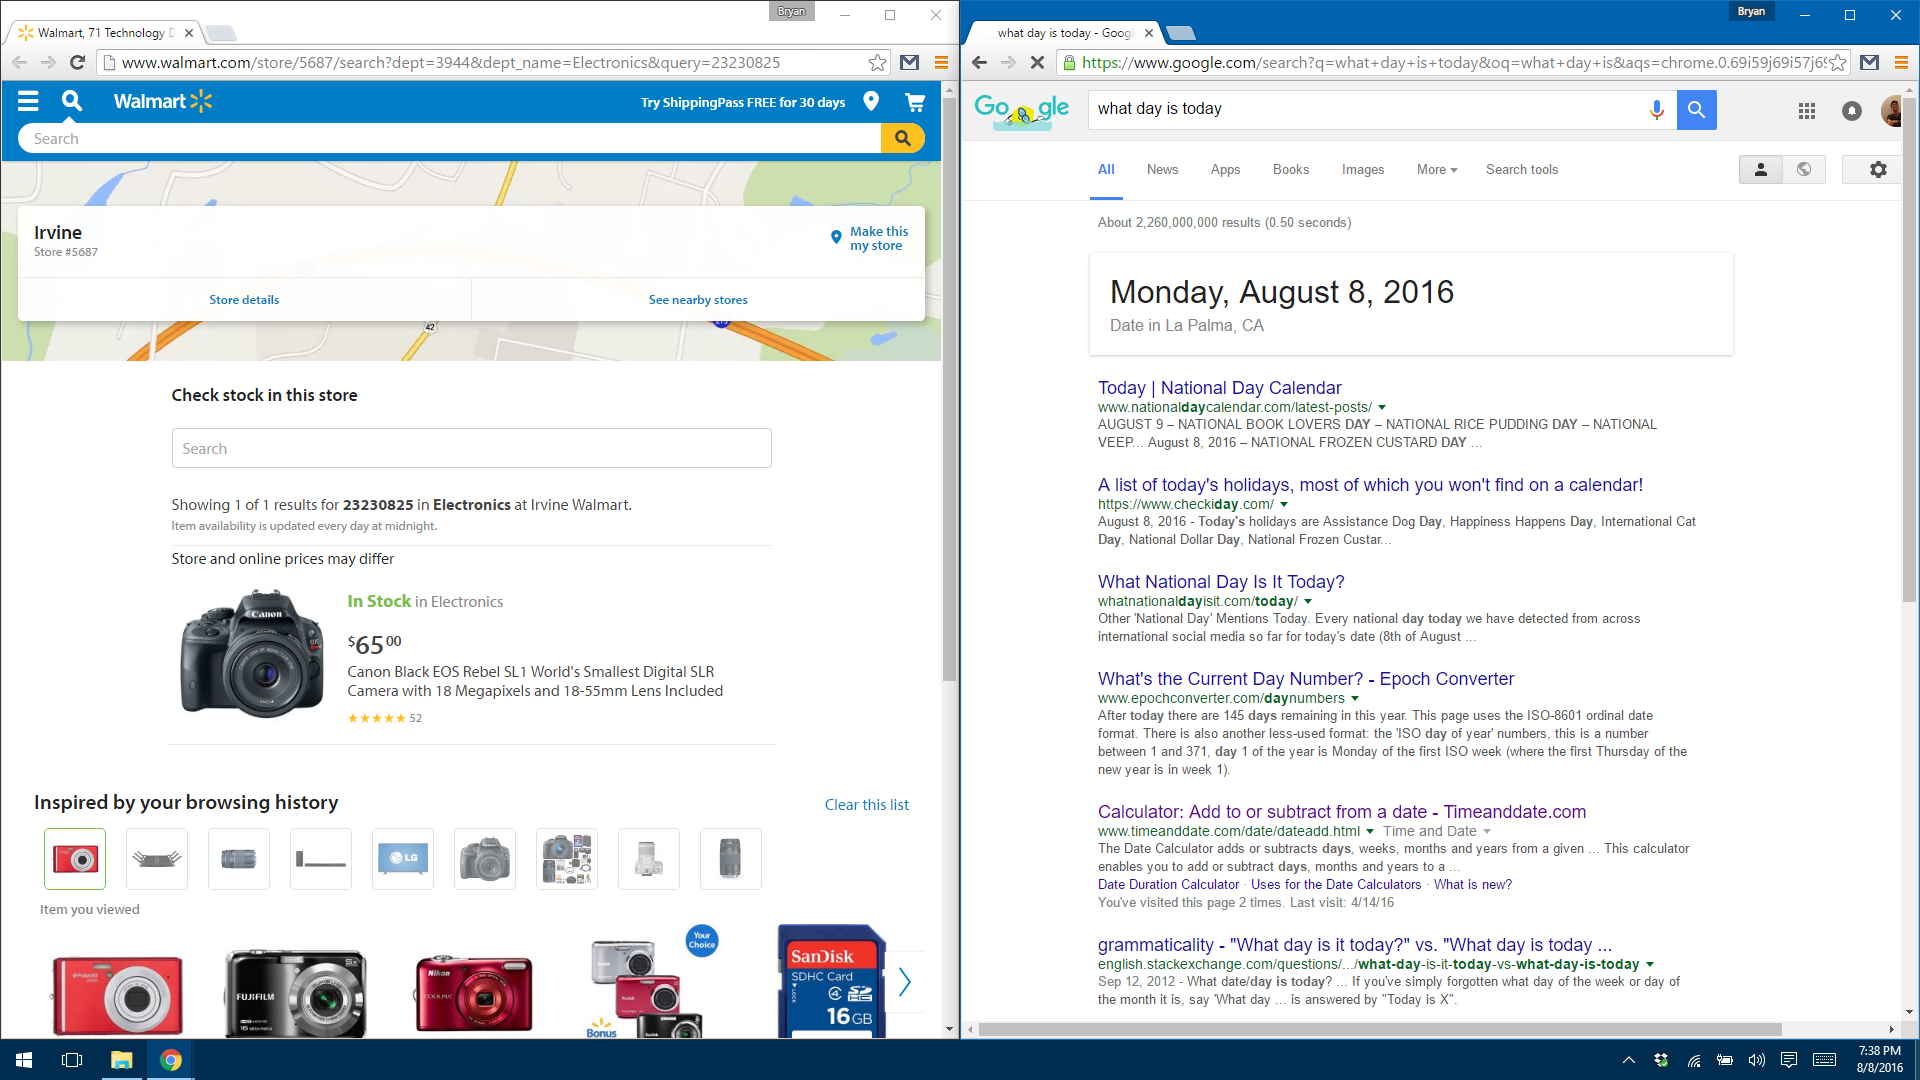 Bryan
Walmart, 71 Technology D
www.walmart.com/store/5687/search?dept=3944&dept_name=Electronics&query=23230825
Walmart
Try ShippingPass FREE for 30 days
Search
Irvine
Store #5687
Make this
my store
Store details
See nearby stores
42
Check stock in this store
Search
Showing 1 of 1 results for 23230825 in Electronics at Irvine Walmart.
Item availability is updated every day at midnight.
Store and online prices may differ
Canon
In Stock in Electronics
$65 00
Canon Black EOS Rebel SL1 World's Smallest Digital SLR
Camera with 18 Megapixels and 18-55mm Lens Included
52
Inspired by your browsing history
Clear this list
LG
Item you viewed
Polaroid
FUJIFILM
5x
16 MEGA PIXELS
Nikon
COOLPIX
Your
Choice
Kodak
Bonus
SanDisk
SDHC Card
LOCK
4
16 GB
Bryan
what day is today - Googl
https://www.google.com/search?q=what+day+is+today&oq=what+day+is&aqs=chrome.0.69i59j69i57j69
Google
what day is today
All
News
Apps
Books
Images
More
Search tools
About 2,260,000,000 results (0.50 seconds)
Monday, August 8, 2016
Date in La Palma, CA
Today | National Day Calendar
www.nationaldaycalendar.com/latest-posts/
AUGUST 9 – NATIONAL BOOK LOVERS DAY – NATIONAL RICE PUDDING DAY – NATIONAL
VEEP... August 8, 2016 – NATIONAL FROZEN CUSTARD DAY ...
A list of today's holidays, most of which you won't find on a calendar!
https://www.checkiday.com/
August 8, 2016 - Today's holidays are Assistance Dog Day, Happiness Happens Day, International Cat
Day, National Dollar Day, National Frozen Custar...
What National Day Is It Today?
whatnationaldayisit.com/today/
Other 'National Day' Mentions Today. Every national day today we have detected from across
international social media so far for today's date (8th of August ...
What's the Current Day Number? - Epoch Converter
www.epochconverter.com/daynumbers
After today there are 145 days remaining in this year. This page uses the ISO-8601 ordinal date
format. There is also another less-used format: the 'ISO day of year' numbers, this is a number
between 1 and 371, day 1 of the year is Monday of the first ISO week (where the first Thursday of the
new year is in week 1).
Calculator: Add to or subtract from a date - Timeanddate.com
www.timeanddate.com/date/dateadd.html Time and Date
The Date Calculator adds or subtracts days, weeks, months and years from a given ... This calculator
enables you to add or subtract days, months and years to a ...
Date Duration Calculator · Uses for the Date Calculators · What is new?
You've visited this page 2 times. Last visit: 4/14/16
grammaticality - "What day is it today?" vs. "What day is today ...
english.stackexchange.com/questions/.../what-day-is-it-today-vs-what-day-is-today
Sep 12, 2012 - What date/day is today? ... If you've simply forgotten what day of the week or day of
the month it is, say 'What day ... is answered by "Today is X".
7:38 PM
8/8/2016